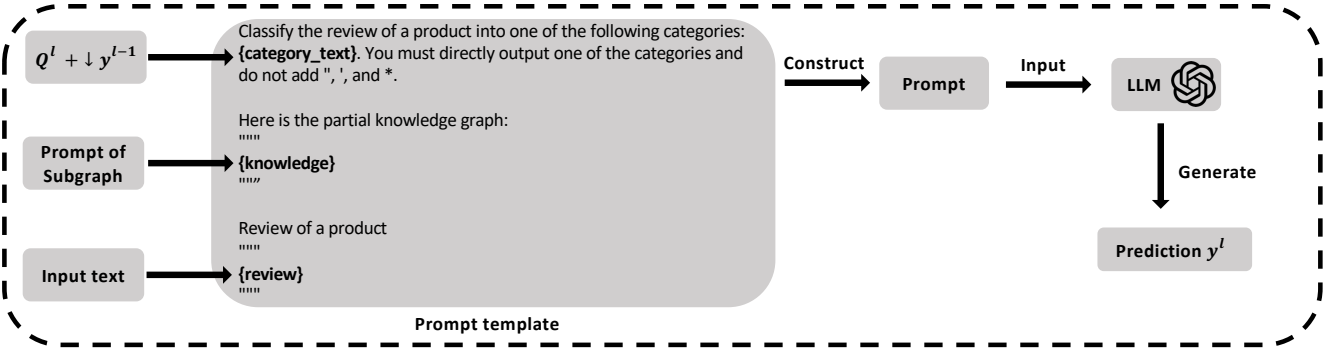 Q^l + ↓ y^{l-1}
Classify the review of a product into one of the following categories:
{category_text}. You must directly output one of the categories and
do not add ", ', and *.
Here is the partial knowledge graph:
"""
Prompt of
Subgraph
{knowledge}
""”
Review of a product
"""
Input text
{review}
"""
Prompt template
Construct
Prompt
Input
LLM
Generate
Prediction y^l